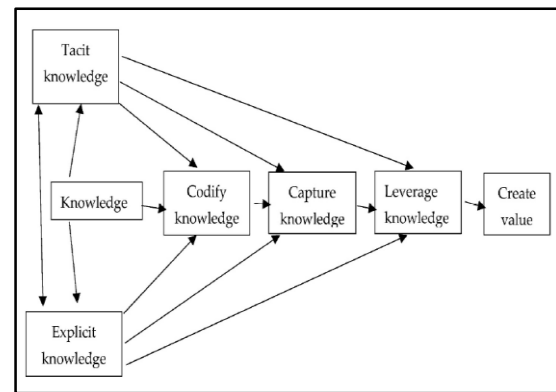 Tacit
knowledge
Knowledge
Codify
knowledge
Capture
knowledge
Leverage
knowledge
Create
value
Explicit
knowledge